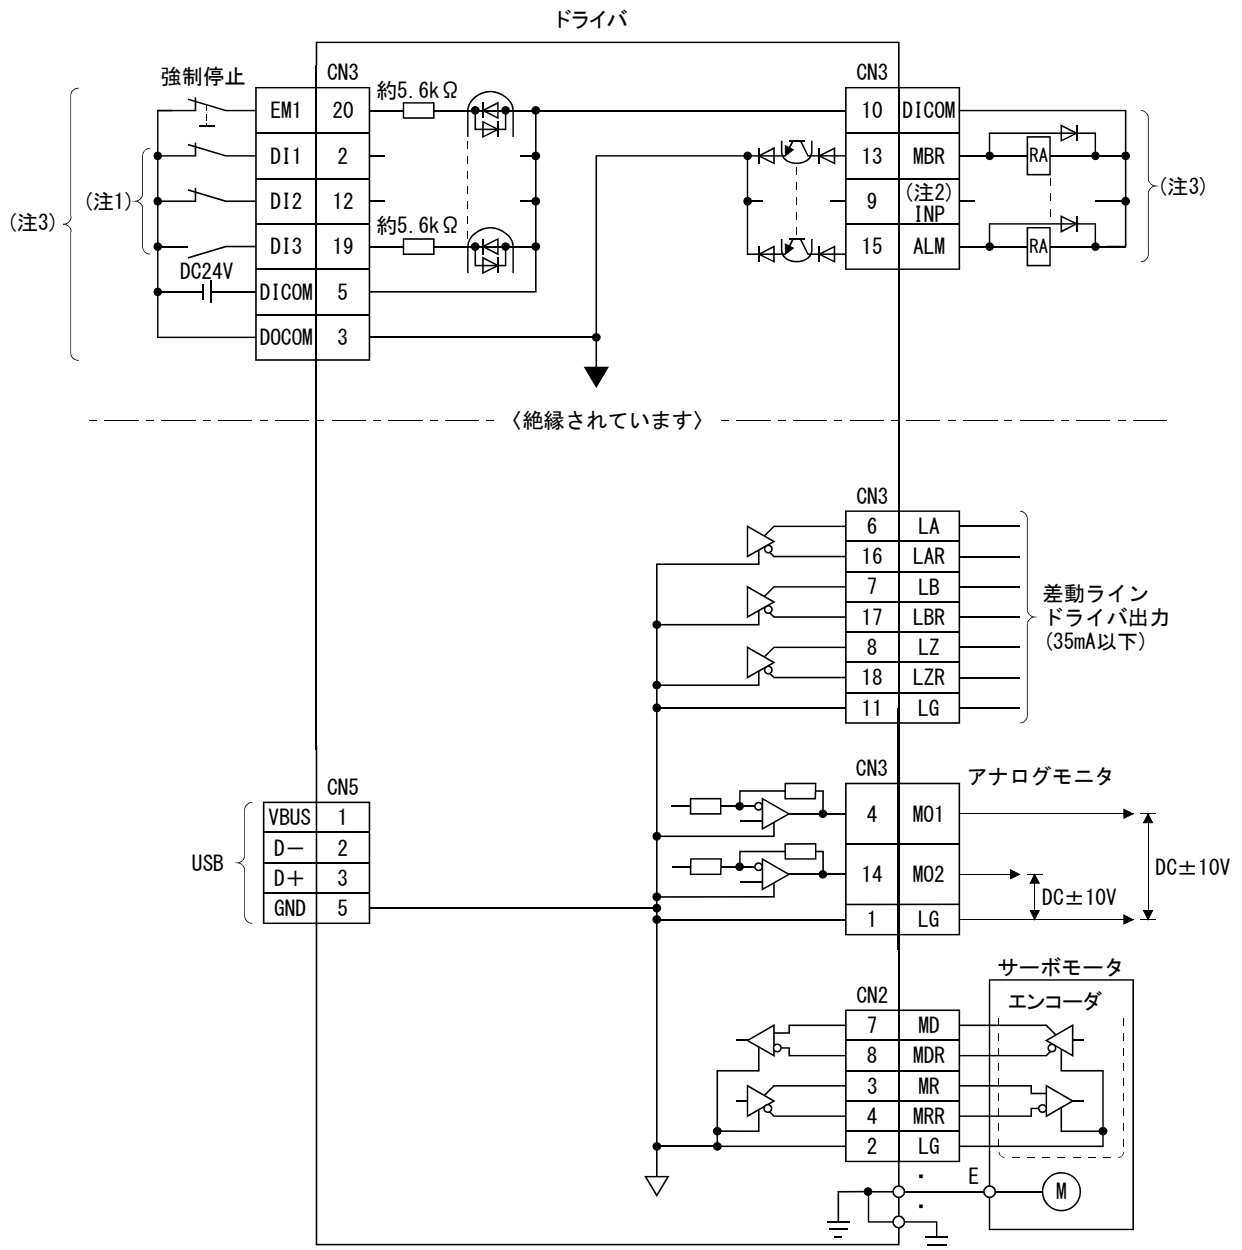 ドライバ
強制停止
CN3
約5.6kΩ
CN3
EM1 20
10 DICOM
DI1 2
13 MBR
RA
(注1)
DI2 12
9 (注2)
INP
(注3)
(注3)
約5.6kΩ
DI3 19
15 ALM
RA
DC24V
DICOM 5
DOCOM 3
〈絶縁されています〉
CN3
6 LA
16 LAR
7 LB
17 LBR
8 LZ
18 LZR
11 LG
差動ライン
ドライバ出力
(35mA以下)
CN3
アナログモニタ
4 MO1
14 MO2
1 LG
DC±10V
DC±10V
CN5
VBUS 1
D− 2
D+ 3
GND 5
USB
サーボモータ
エンコーダ
CN2
7 MD
8 MDR
3 MR
4 MRR
2 LG
E
M